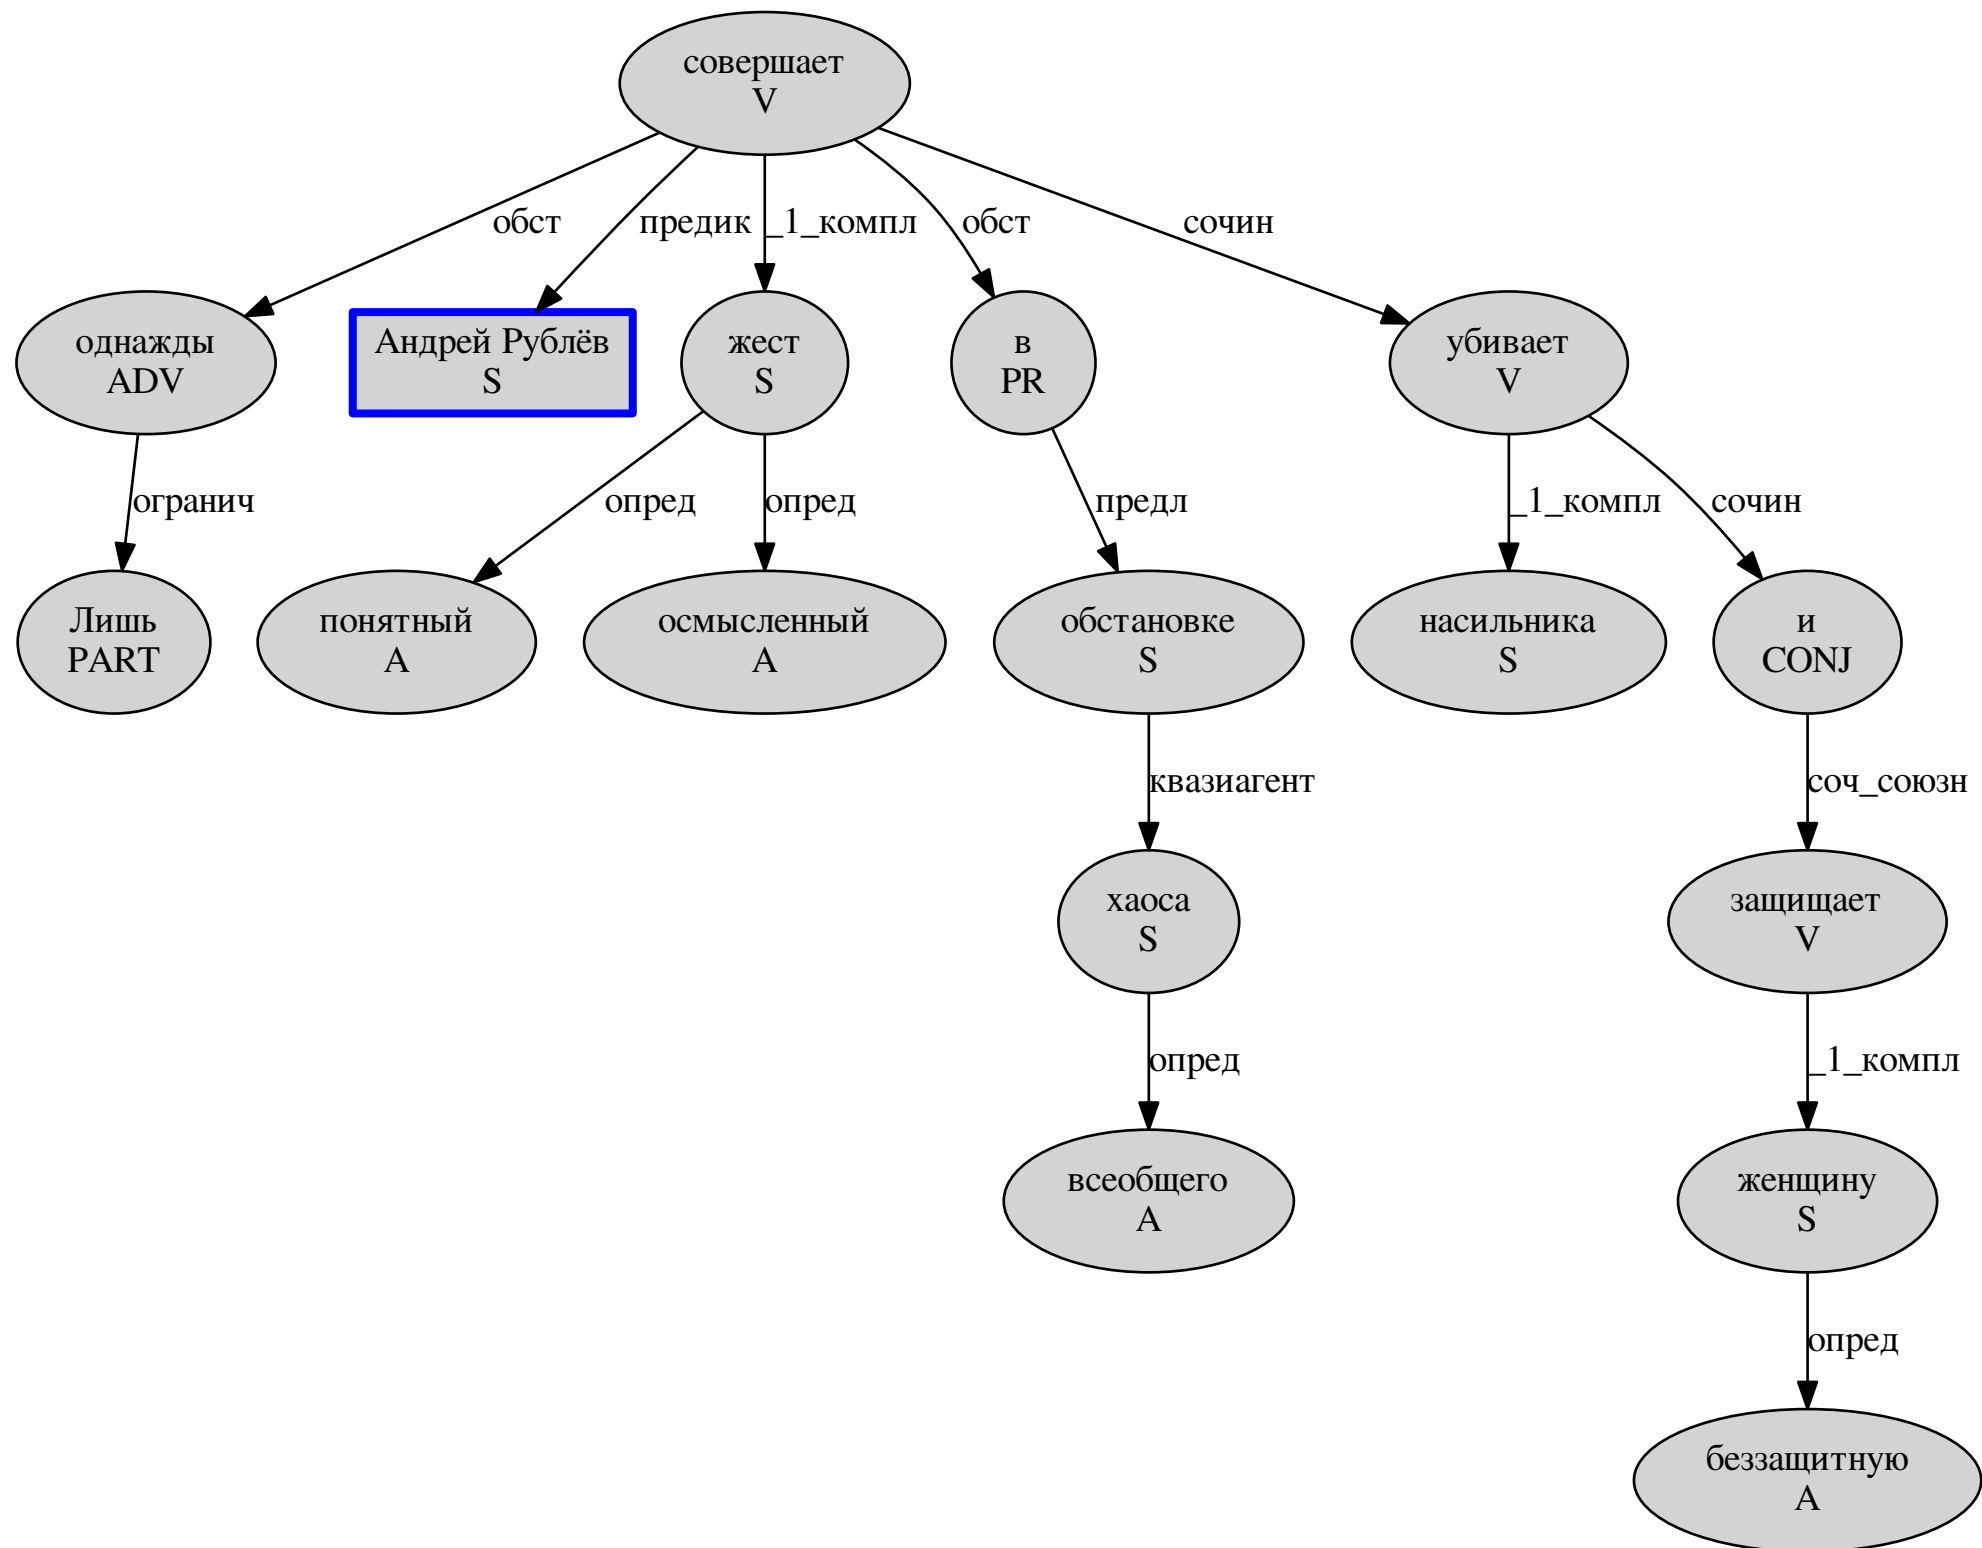 совершает
V
обст
предик
_1_компл
обст
сочин
однажды
ADV
Андрей Рублёв
S
жест
S
в
PR
убивает
V
огранич
опред
опред
предл
_1_компл
сочин
Лишь
PART
понятный
A
осмысленный
A
обстановке
S
насильника
S
и
CONJ
квазиагент
соч_союзн
хаоса
S
защищает
V
опред
_1_компл
всеобщего
A
женщину
S
опред
беззащитную
A